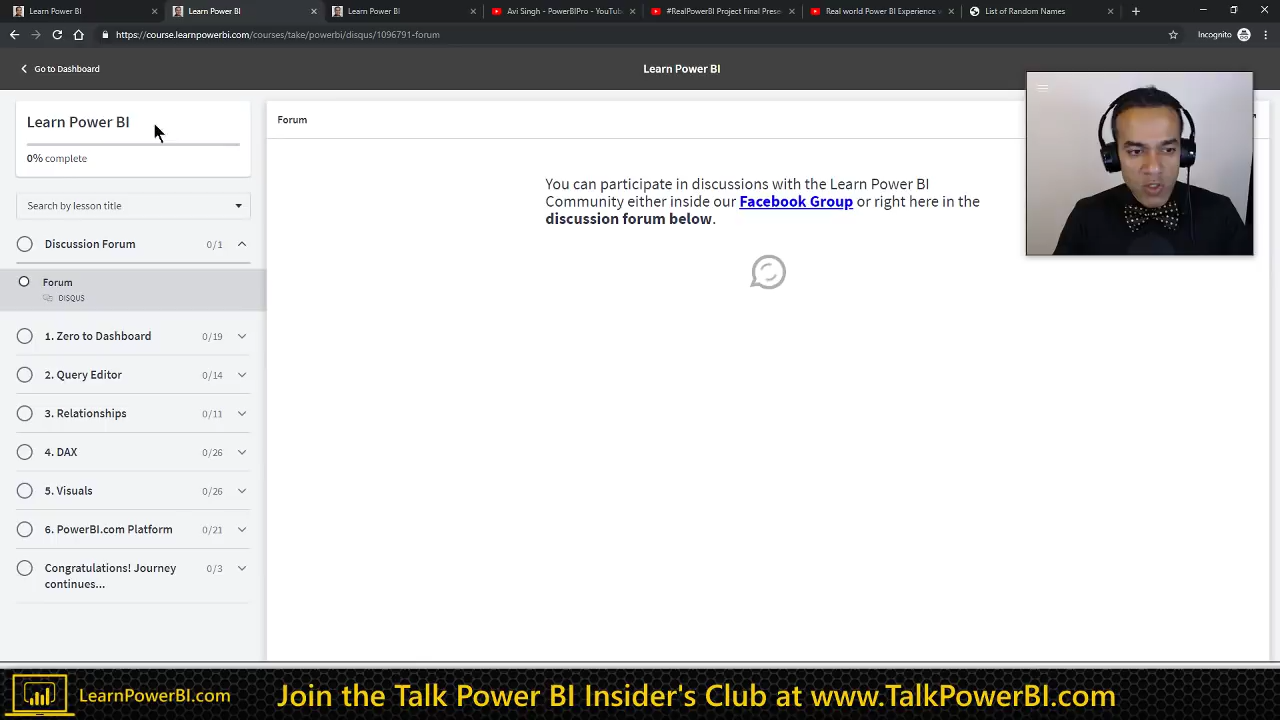 Learn Power BI
Learn Power BI
Learn Power BI
Avi Singh - PowerBIPro - YouTub
#RealPowerBI Project Final Prese
Real world Power BI Experience v
List of Random Names
https://course.learnpowerbi.com/courses/take/powerbi/disqus/1096791-forum
Incognito
Go to Dashboard
Learn Power BI
Learn Power BI
0% complete
Search by lesson title
Discussion Forum 0/1
Forum
DISQUS
1. Zero to Dashboard 0/19
2. Query Editor 0/14
3. Relationships 0/11
4. DAX 0/26
5. Visuals 0/26
6. PowerBI.com Platform 0/21
Congratulations! Journey 0/3
continues...
Forum
You can participate in discussions with the Learn Power BI
Community either inside our Facebook Group or right here in the
discussion forum below.
LearnPowerBI.com
Join the Talk Power BI Insider's Club at www.TalkPowerBI.com